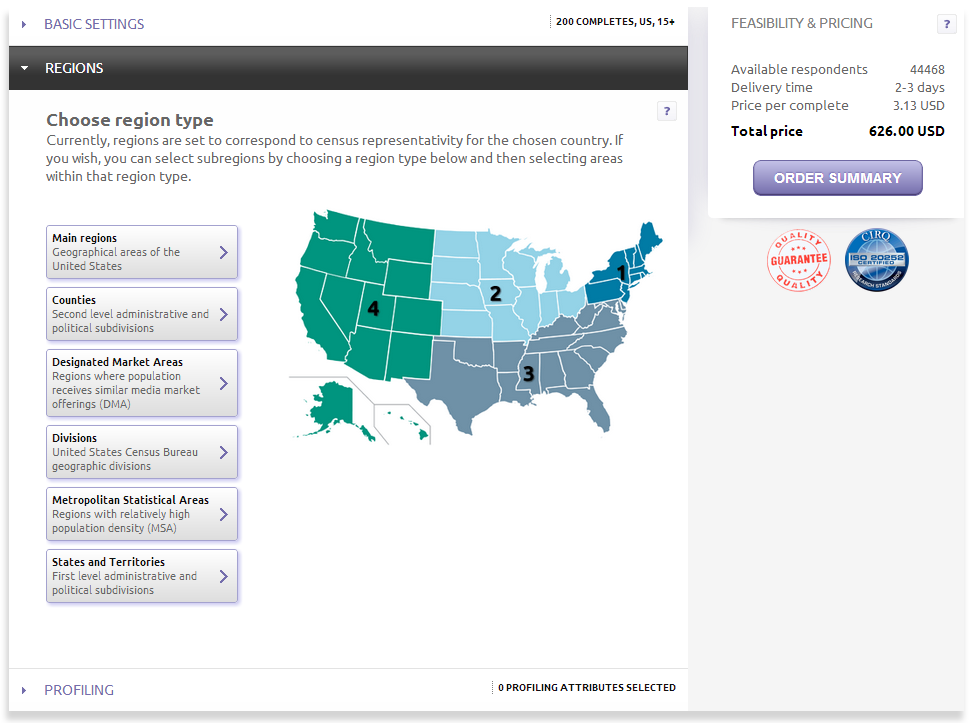 BASIC SETTINGS
200 COMPLETES, US, 15+
REGIONS
Choose region type
?
Currently, regions are set to correspond to census representativity for the chosen country. If
you wish, you can select subregions by choosing a region type below and then selecting areas
within that region type.
Main regions
Geographical areas of the
United States
Counties
Second level administrative and
political subdivisions
Designated Market Areas
Regions where population
receives similar media market
offerings (DMA)
Divisions
United States Census Bureau
geographic divisions
Metropolitan Statistical Areas
Regions with relatively high
population density (MSA)
States and Territories
First level administrative and
political subdivisions
1
2
4
3
PROFILING
0 PROFILING ATTRIBUTES SELECTED
FEASIBILITY & PRICING
?
Available respondents 44468
Delivery time 2-3 days
Price per complete 3.13 USD
Total price 626.00 USD
ORDER SUMMARY
QUALITY
GUARANTEE
QUALITY
CIRQ
ISO 20252
CERTIFIED
RESEARCH STANDARDS